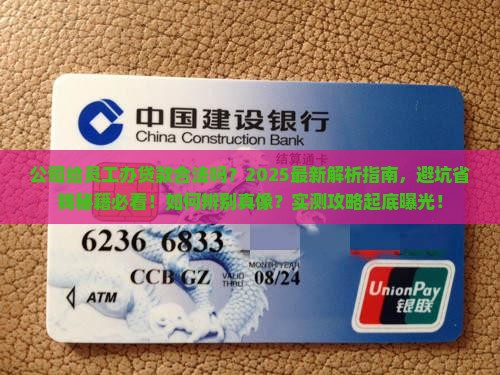 中国建设银行
China Construction Bank
结算通卡
公司给员工办贷款合法吗？2025最新解析指南，避坑省
钱秘籍必看！如何辨别真像？实测攻略起底曝光！
6236 6833
MONTH/YEAR
CCB GZ VALID THRU 08/24
ATM
UnionPay
银联